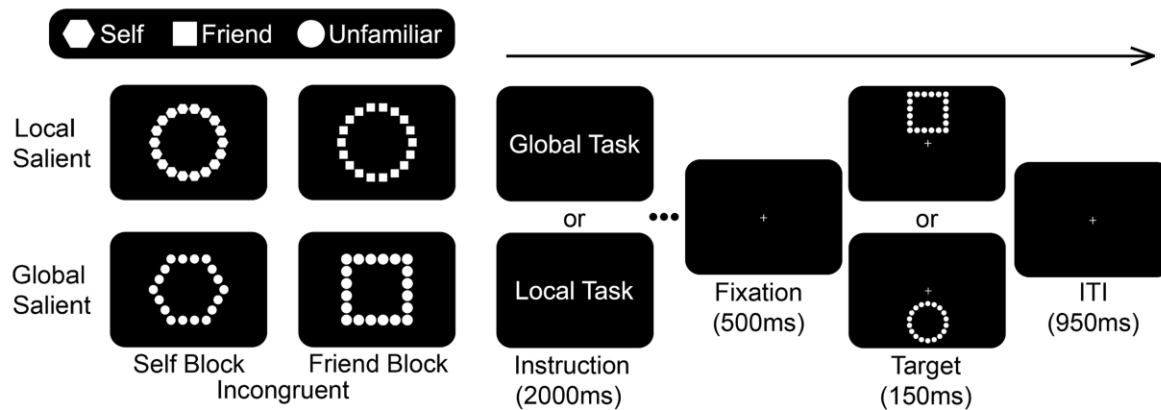 Self Friend Unfamiliar
Local
Salient
Global
Salient
Self Block Friend Block
Incongruent
Global Task
or
Local Task
Instruction
(2000ms)
Fixation
(500ms)
or
Target
(150ms)
ITI
(950ms)